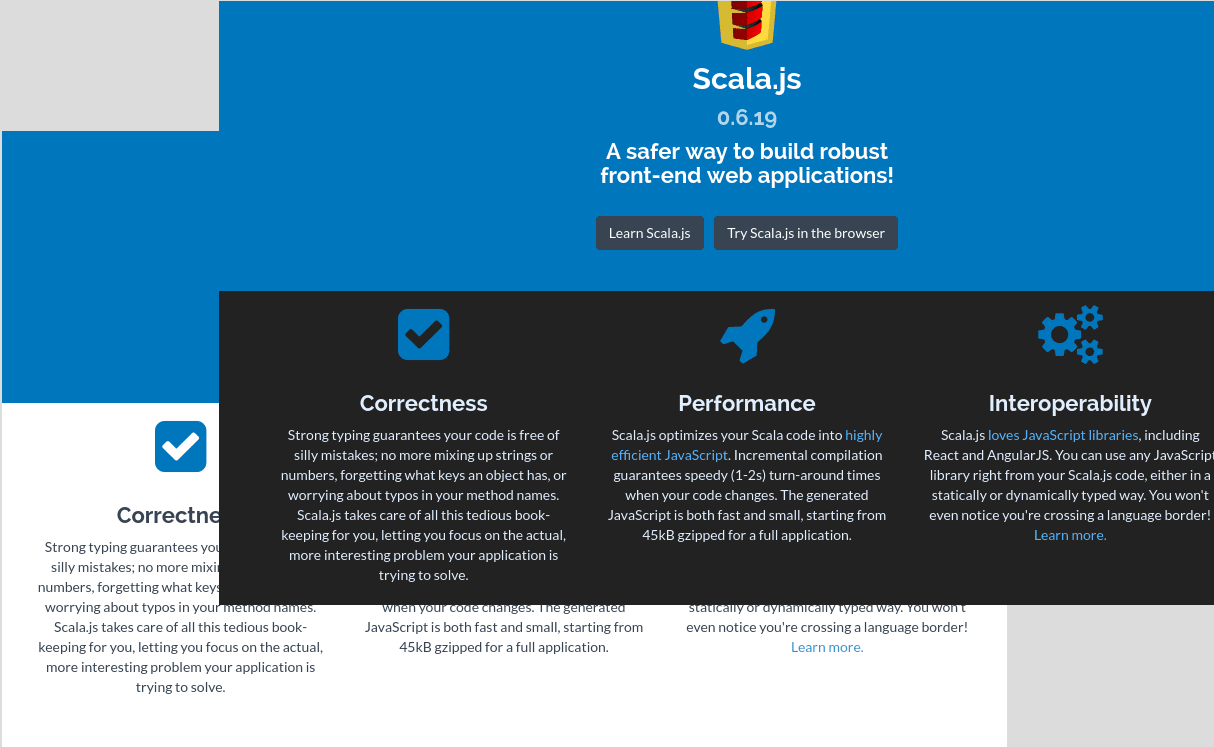 Scala.js
0.6.19
A safer way to build robust
front-end web applications!
Learn Scala.js
Try Scala.js in the browser
Correctness
Strong typing guarantees your code is free of
silly mistakes; no more mixing up strings or
numbers, forgetting what keys an object has, or
worrying about typos in your method names.
Scala.js takes care of all this tedious book-
keeping for you, letting you focus on the actual,
more interesting problem your application is
trying to solve.
Performance
Scala.js optimizes your Scala code into highly
efficient JavaScript. Incremental compilation
guarantees speedy (1-2s) turn-around times
when your code changes. The generated
JavaScript is both fast and small, starting from
45kB gzipped for a full application.
Interoperability
Scala.js loves JavaScript libraries, including
React and AngularJS. You can use any JavaScript
library right from your Scala.js code, either in a
statically or dynamically typed way. You won't
even notice you're crossing a language border!
Learn more.
Correctne
Strong typing guarantees you
silly mistakes; no more mixi
numbers, forgetting what keys
worrying about typos in your method names.
Scala.js takes care of all this tedious book-
keeping for you, letting you focus on the actual,
more interesting problem your application is
trying to solve.
when your code changes. The generated
JavaScript is both fast and small, starting from
45kB gzipped for a full application.
statically or dynamically typed way. You won't
even notice you're crossing a language border!
Learn more.